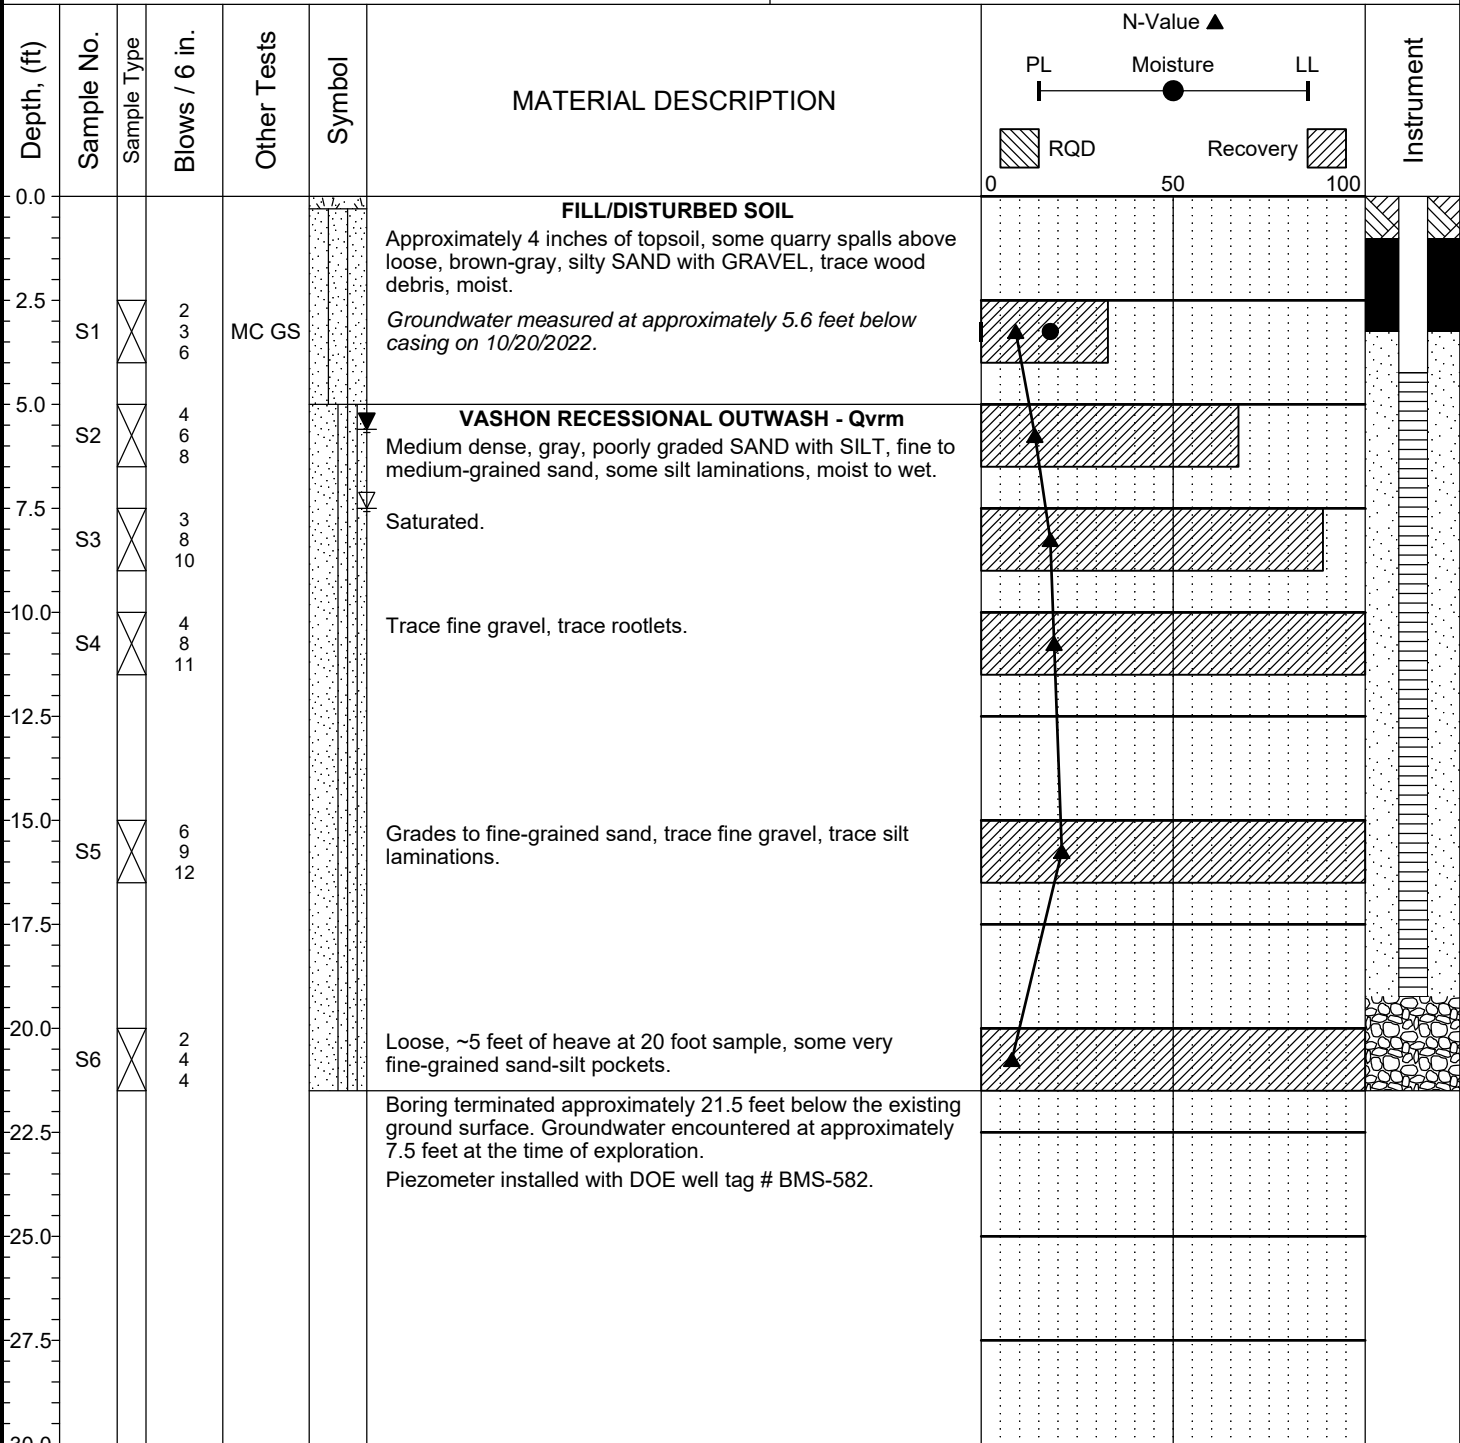 Depth, (ft)
Sample No.
Sample Type
Blows / 6 in.
Other Tests
Symbol
MATERIAL DESCRIPTION
N-Value
PL Moisture LL
RQD Recovery
0 50 100
Instrument
0.0
FILL/DISTURBED SOIL
Approximately 4 inches of topsoil, some quarry spalls above
loose, brown-gray, silty SAND with GRAVEL, trace wood
debris, moist.
2.5
S1
2
3
6
MC GS
Groundwater measured at approximately 5.6 feet below
casing on 10/20/2022.
5.0
S2
4
6
8
VASHON RECESSIONAL OUTWASH - Qvrm
Medium dense, gray, poorly graded SAND with SILT, fine to
medium-grained sand, some silt laminations, moist to wet.
7.5
S3
3
8
10
Saturated.
10.0
S4
4
8
11
Trace fine gravel, trace rootlets.
12.5
15.0
S5
6
9
12
Grades to fine-grained sand, trace fine gravel, trace silt
laminations.
17.5
20.0
S6
2
4
4
Loose, ~5 feet of heave at 20 foot sample, some very
fine-grained sand-silt pockets.
Boring terminated approximately 21.5 feet below the existing
ground surface. Groundwater encountered at approximately
7.5 feet at the time of exploration.
Piezometer installed with DOE well tag # BMS-582.
22.5
25.0
27.5
30.0